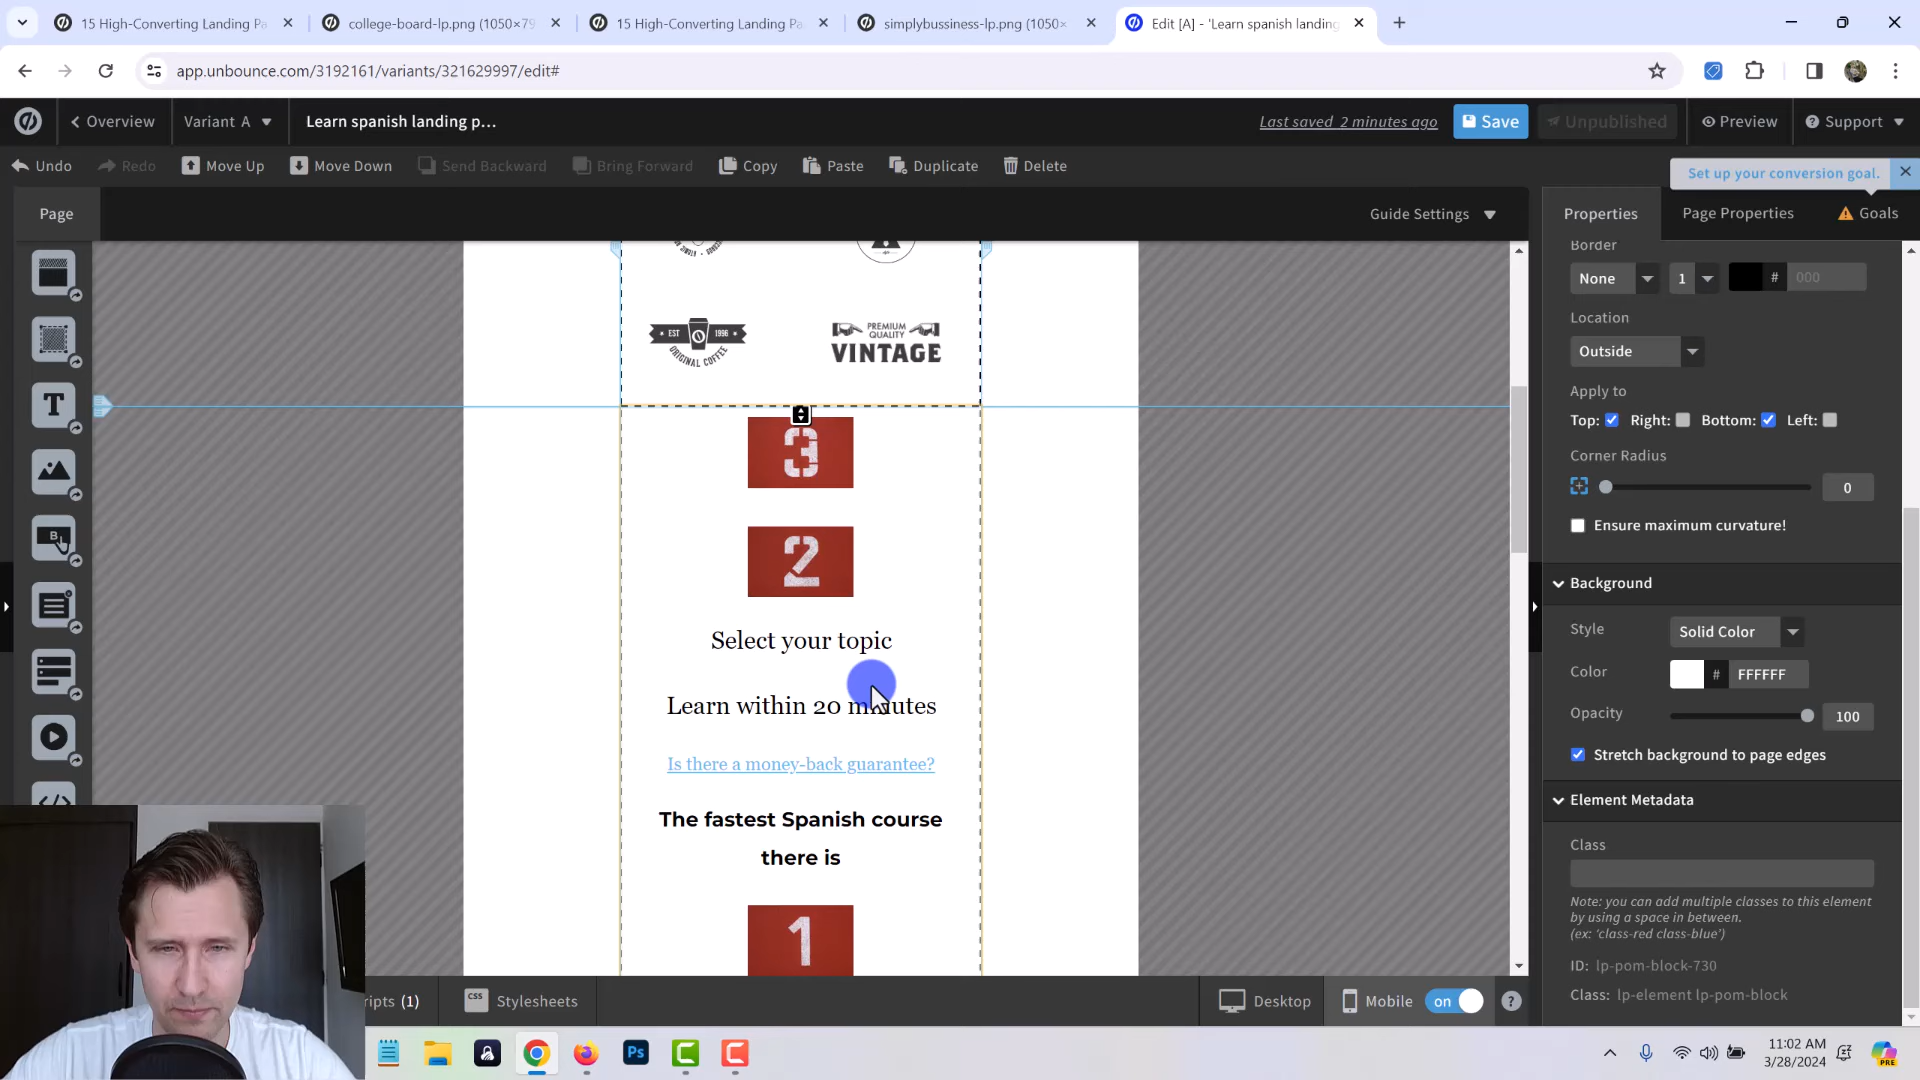 15 High-Converting Landing Pa
college-board-lp.png (1050×79
15 High-Converting Landing Pa
simplybussiness-lp.png (1050×
Edit [A] - 'Learn spanish landing
app.unbounce.com/3192161/variants/321629997/edit#
Overview
Variant A
Learn spanish landing p...
Last saved 2 minutes ago
Save
Unpublished
Preview
Support
Undo
Redo
Move Up
Move Down
Send Backward
Bring Forward
Copy
Paste
Duplicate
Delete
Set up your conversion goal.
Page
Guide Settings
Properties
Page Properties
Goals
EST 1996
ORIGINAL COFFEE
PREMIUM
QUALITY
VINTAGE
3
2
Select your topic
Learn within 20 minutes
Is there a money-back guarantee?
The fastest Spanish course
there is
1
T
B
Border
None
1
# 000
Location
Outside
Apply to
Top: Right: Bottom: Left:
Corner Radius
0
Ensure maximum curvature!
Background
Style
Solid Color
Color
# FFFFFF
Opacity
100
Stretch background to page edges
Element Metadata
Class
Note: you can add multiple classes to this element
by using a space in between.
(ex: 'class-red class-blue')
ID: lp-pom-block-730
Class: lp-element lp-pom-block
ripts (1)
CSS
Stylesheets
Desktop
Mobile
on
?
Ps
11:02 AM
3/28/2024
PRE